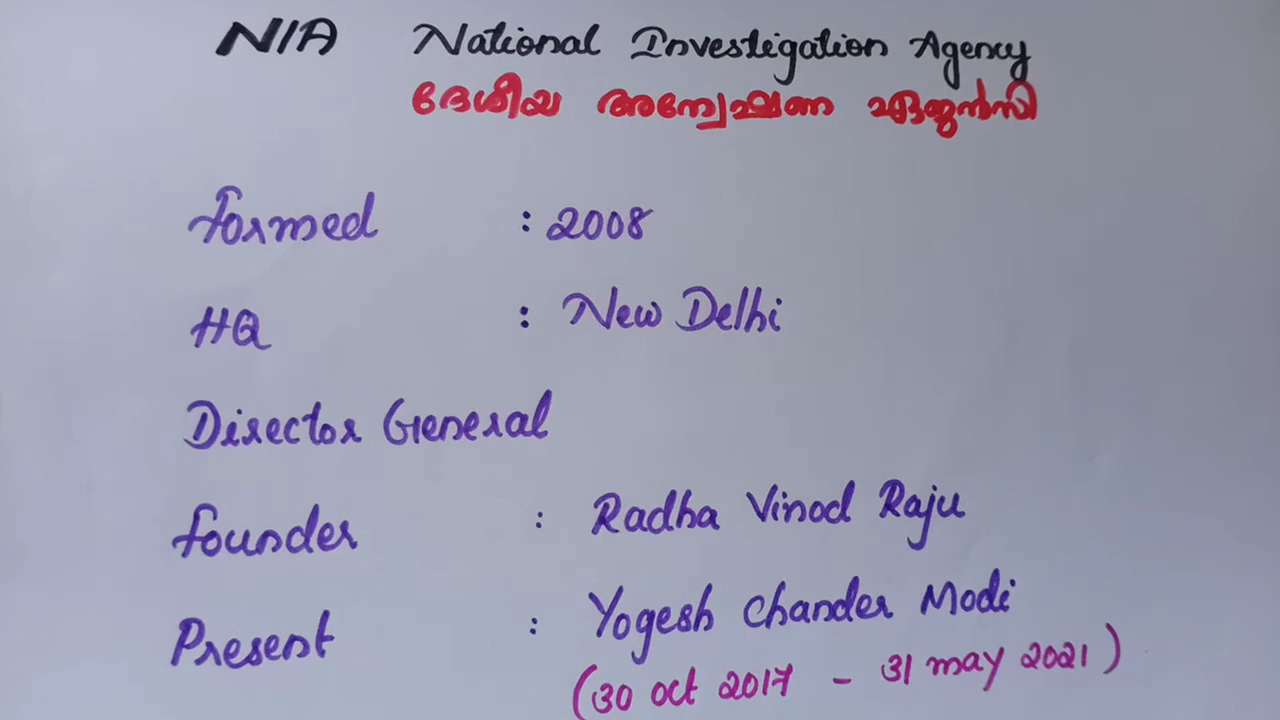 NIA National Investigation Agency
ദേശീയ അന്വേഷണ ഏജൻസി
Formed : 2008
HQ : New Delhi
Director General
Founder : Radha Vinod Raju
Present : Yogesh Chander Modi
(30 Oct 2017 - 31 may 2021)